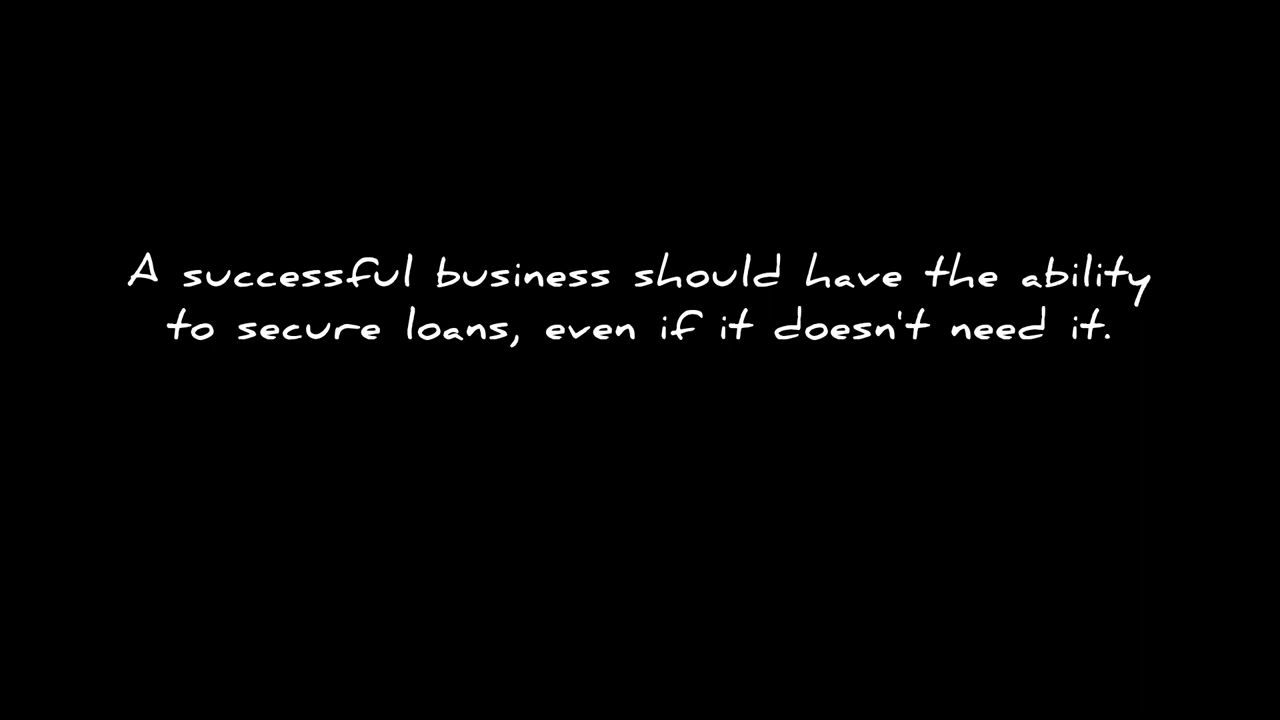 A successful business should have the ability
to secure loans, even if it doesn't need it.